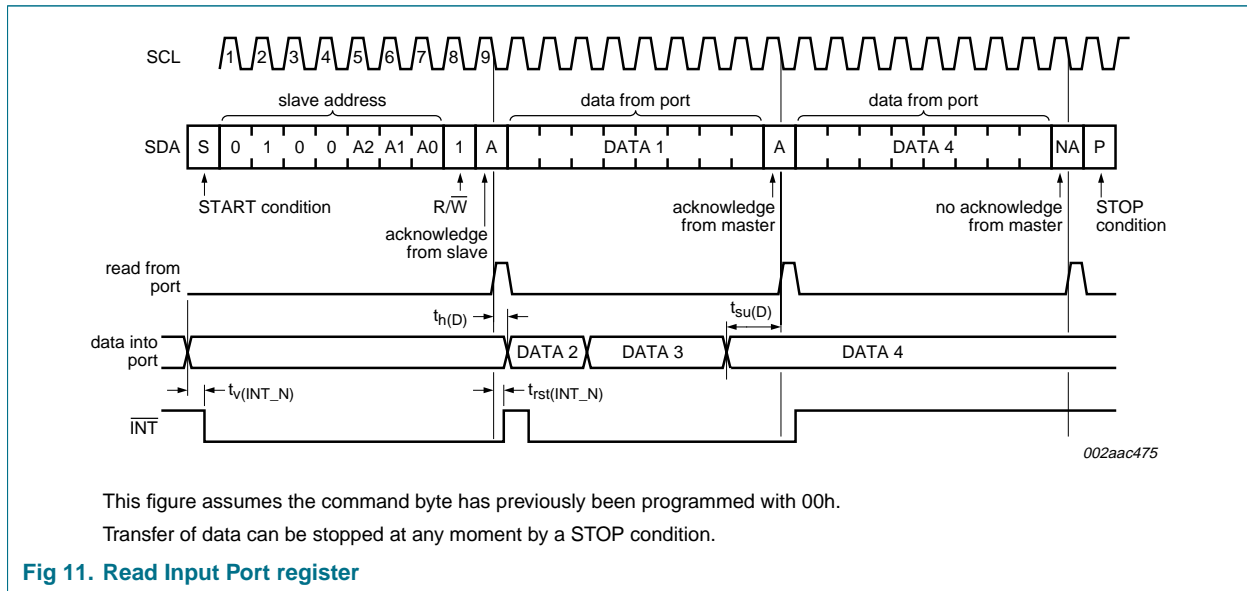 SCL 1 2 3 4 5 6 7 8 9
slave address data from port data from port
SDA S 0 1 0 0 A2 A1 A0 1 A DATA 1 A DATA 4 NA P
START condition R/W̅ acknowledge from slave acknowledge from master no acknowledge from master STOP condition
read from port
th(D) tsu(D)
data into port DATA 2 DATA 3 DATA 4
tv(INT_N) trst(INT_N)
I̅N̅T̅
002aac475
This figure assumes the command byte has previously been programmed with 00h.
Transfer of data can be stopped at any moment by a STOP condition.
Fig 11. Read Input Port register